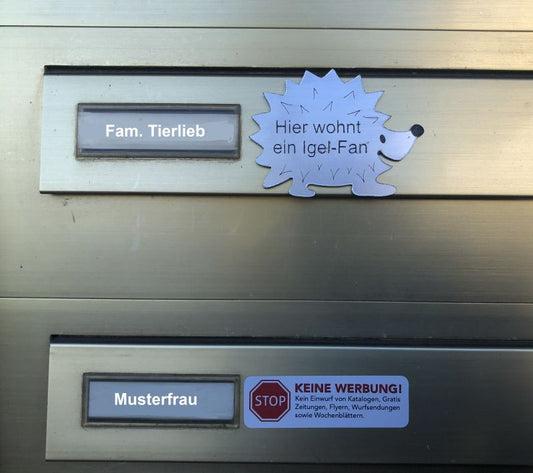 Fam. Tierlieb
Hier wohnt
ein Igel-Fan
Musterfrau
STOP
KEINE WERBUNG!
Kein Einwurf von Katalogen, Gratis
Zeitungen, Flyern, Wurfsendungen
sowie Wochenblättern.